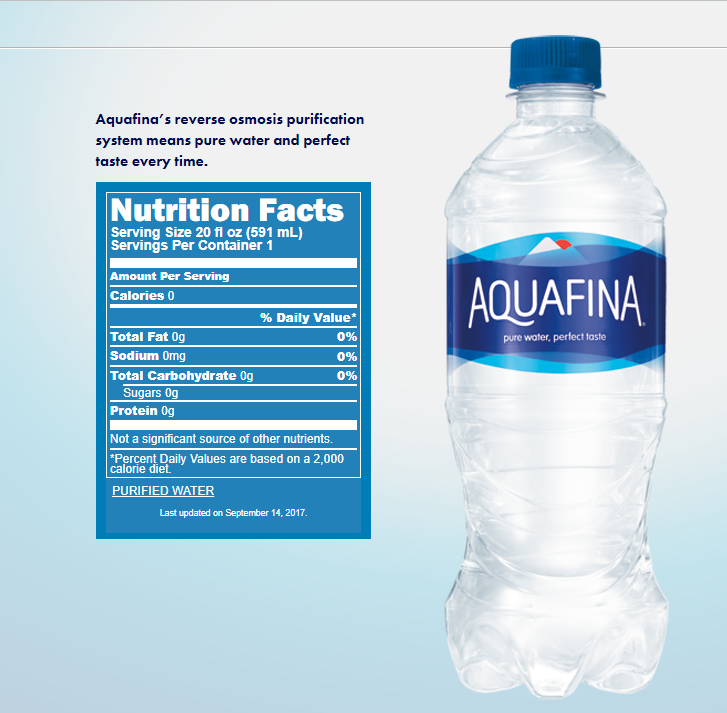 Aquafina's reverse osmosis purification
system means pure water and perfect
taste every time.
Nutrition Facts
Serving Size 20 fl oz (591 mL)
Servings Per Container 1
Amount Per Serving
Calories 0
% Daily Value*
Total Fat 0g 0%
Sodium 0mg 0%
Total Carbohydrate 0g 0%
Sugars 0g
Protein 0g
Not a significant source of other nutrients.
*Percent Daily Values are based on a 2,000
calorie diet.
PURIFIED WATER
Last updated on September 14, 2017.
AQUAFINA
pure water, perfect taste